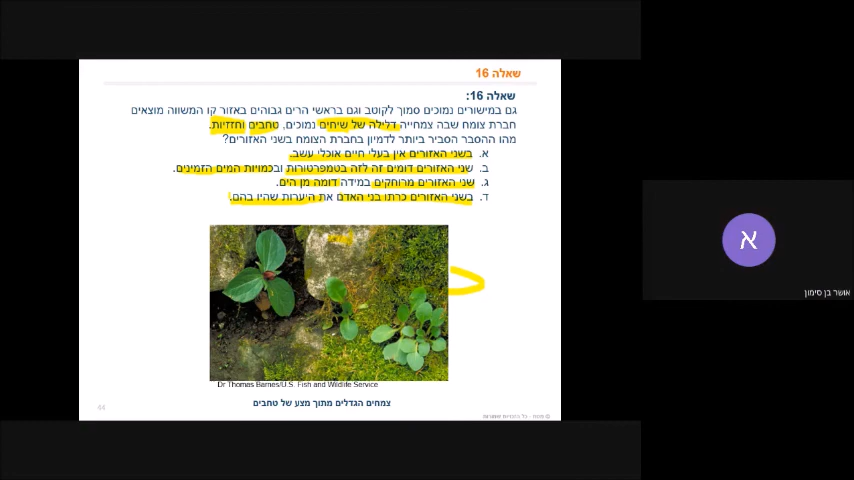 שאלה 16
שאלה 16:
גם במישורים נמוכים סמוך לקוטב וגם בראשי הרים גבוהים באזור קו המשווה מוצאים
חברת צומח שבה צמחייה דלילה של שיחים נמוכים, טחבים וחזזיות.
מהו ההסבר הסביר ביותר לדמיון בחברת הצומח בשני האזורים?
א. בשני האזורים אין בעלי חיים אוכלי עשב.
ב. שני האזורים דומים זה לזה בטמפרטורות ובכמויות המים הזמינים.
ג. שני האזורים מרוחקים במידה דומה מן הים.
ד. בשני האזורים כרתו בני האדם את היערות שהיו בהם.
Dr Thomas Barnes/U.S. Fish and Wildlife Service
צמחים הגדלים מתוך מצע של טחבים
44
א
אושר בן סימון